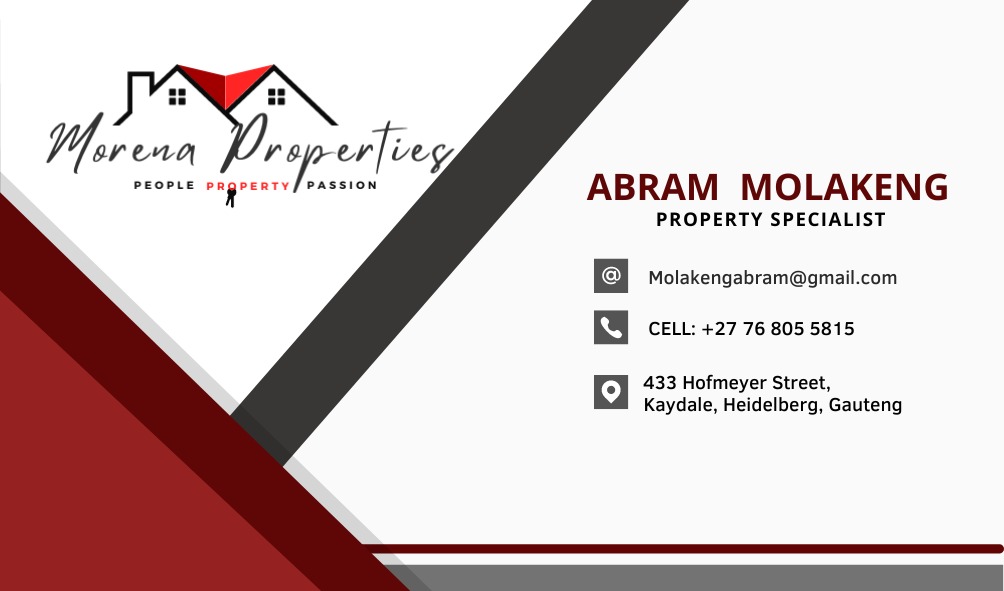 Morena Properties
PEOPLE PROPERTY PASSION
ABRAM MOLAKENG
PROPERTY SPECIALIST
@ Molakengabram@gmail.com
CELL: +27 76 805 5815
433 Hofmeyer Street,
Kaydale, Heidelberg, Gauteng